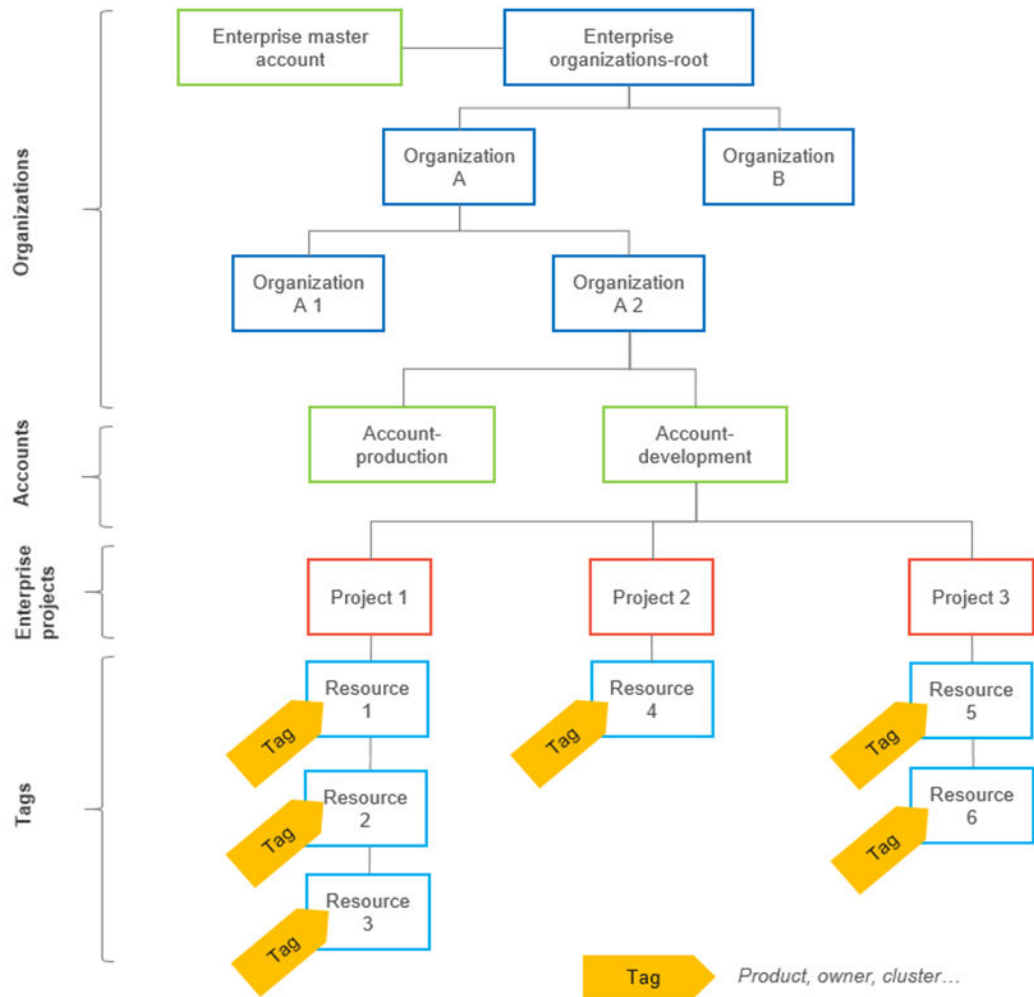 Enterprise master
account
Enterprise
organizations-root
Organizations
Organization
A
Organization
B
Organization
A 1
Organization
A 2
Accounts
Account-
production
Account-
development
Enterprise
projects
Project 1
Project 2
Project 3
Tags
Resource
1
Tag
Resource
4
Tag
Resource
5
Tag
Resource
2
Tag
Resource
6
Tag
Resource
3
Tag
Tag
Product, owner, cluster…